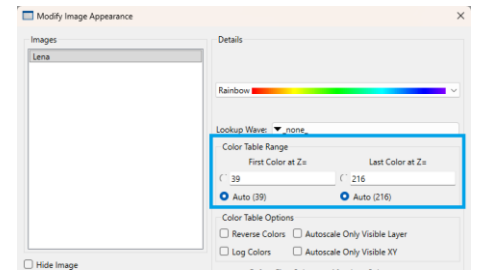 Modify Image Appearance
Images
Details
Lena
Rainbow
Lookup Wave: _none_
Color Table Range
First Color at Z= Last Color at Z=
39 216
Auto (39) Auto (216)
Color Table Options
Reverse Colors Autoscale Only Visible Layer
Log Colors Autoscale Only Visible XY
Hide Image